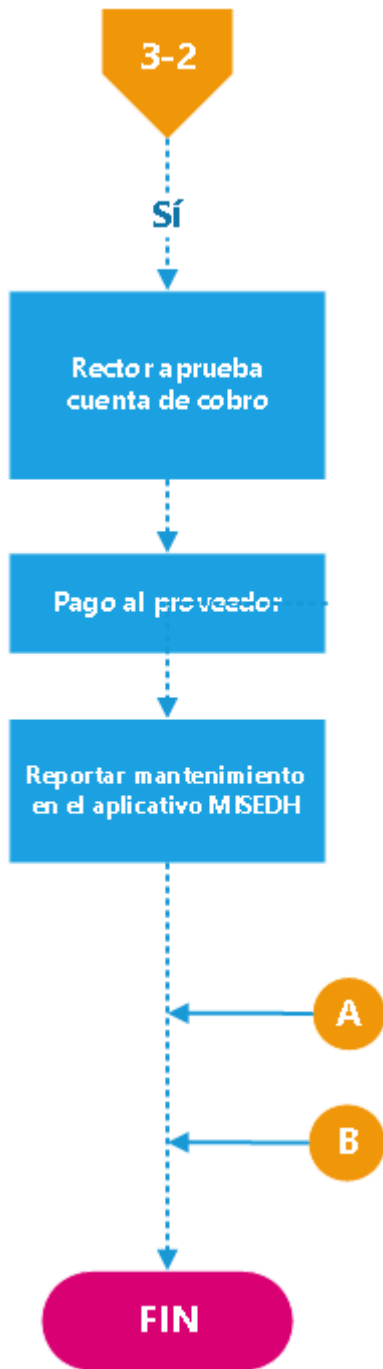 3-2
Sí
Rector aprueba
cuenta de cobro
Pago al proveedor
Reportar mantenimiento
en el aplicativo MISEDH
A
B
FIN